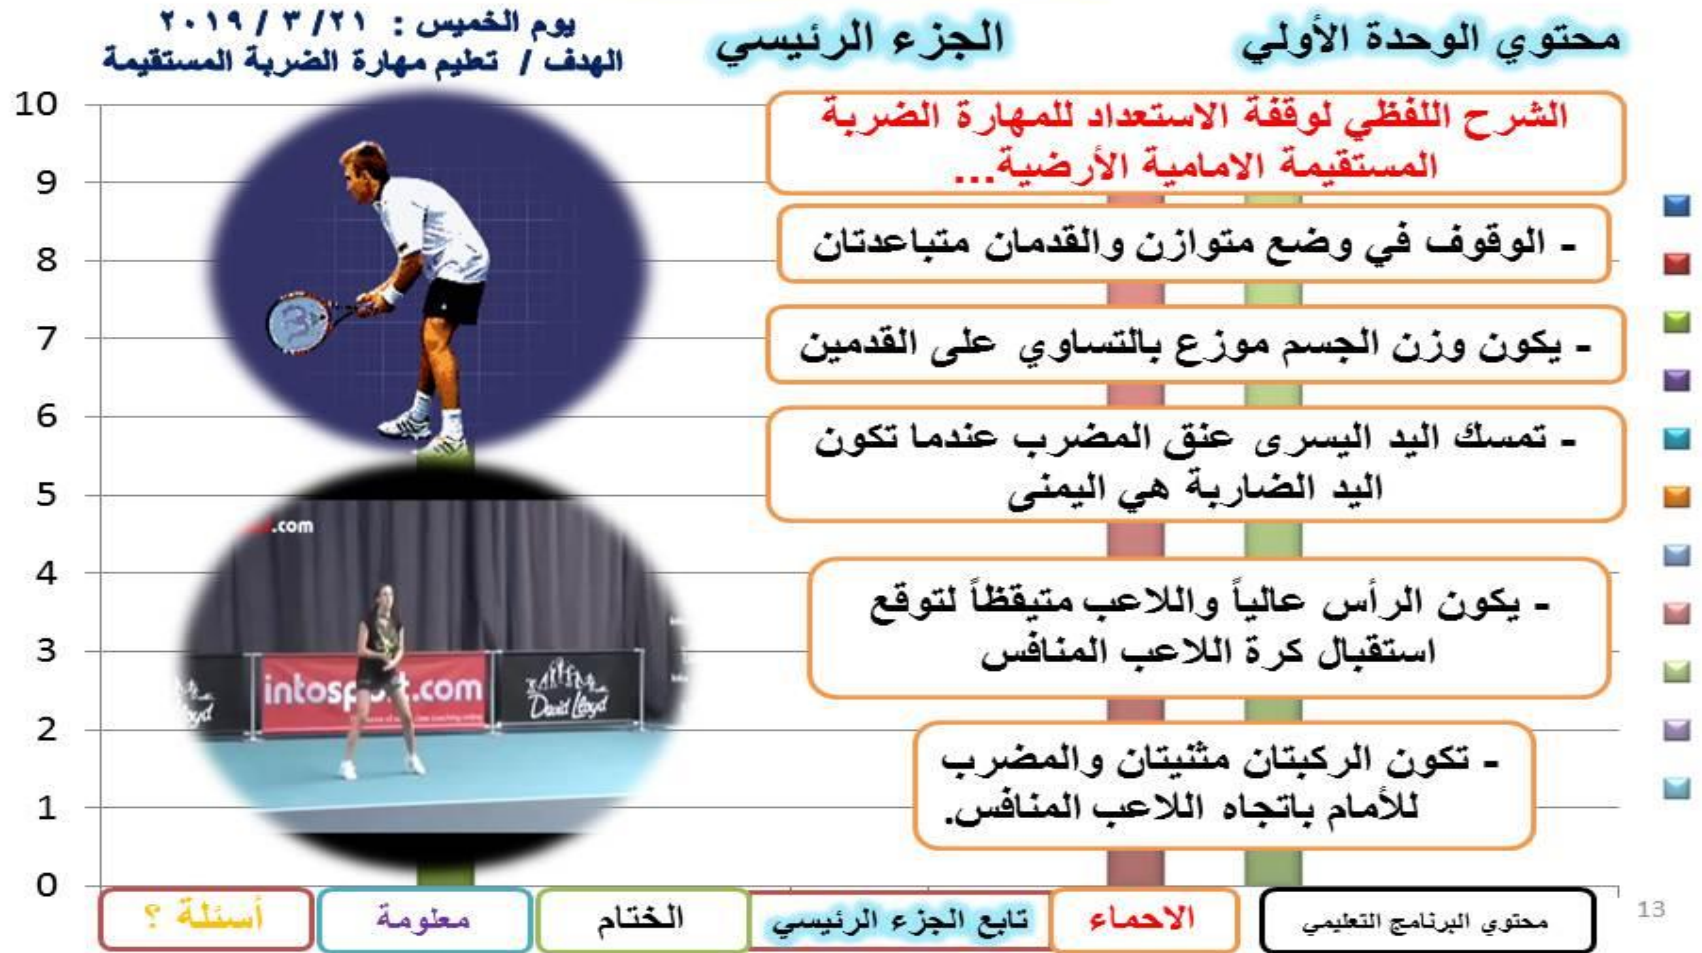 محتوي الوحدة الأولي
الجزء الرئيسي
يوم الخميس : ٢١/ ٣ / ٢٠١٩
الهدف / تعليم مهارة الضربة المستقيمة
الشرح اللفظي لوقفة الاستعداد للمهارة الضربة
المستقيمة الامامية الأرضية...
- الوقوف في وضع متوازن والقدمان متباعدتان
- يكون وزن الجسم موزع بالتساوي على القدمين
- تمسك اليد اليسرى عنق المضرب عندما تكون
اليد الضاربة هي اليمنى
- يكون الرأس عالياً واللاعب متيقظاً لتوقع
استقبال كرة اللاعب المنافس
- تكون الركبتان مثنيتان والمضرب
للأمام باتجاه اللاعب المنافس.
10
9
8
7
6
5
4
3
2
1
0
.com
intosp
.com
David Lloyd
محتوي البرنامج التعليمي
الاحماء
تابع الجزء الرئيسي
الختام
معلومة
أسئلة ؟
13